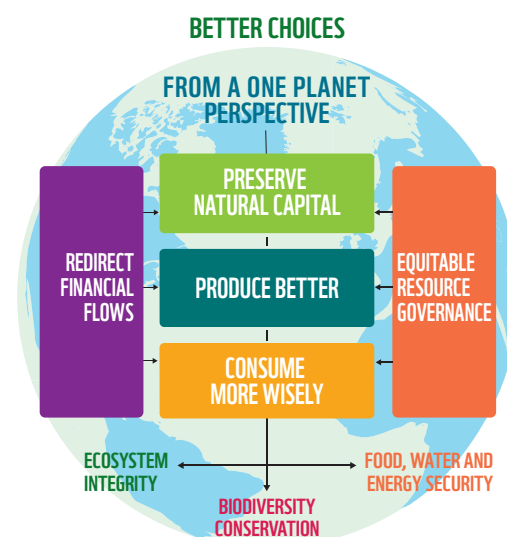 BETTER CHOICES
FROM A ONE PLANET
PERSPECTIVE
PRESERVE
NATURAL CAPITAL
REDIRECT
FINANCIAL
FLOWS
PRODUCE BETTER
EQUITABLE
RESOURCE
GOVERNANCE
CONSUME
MORE WISELY
ECOSYSTEM
INTEGRITY
BIODIVERSITY
CONSERVATION
FOOD, WATER AND
ENERGY SECURITY